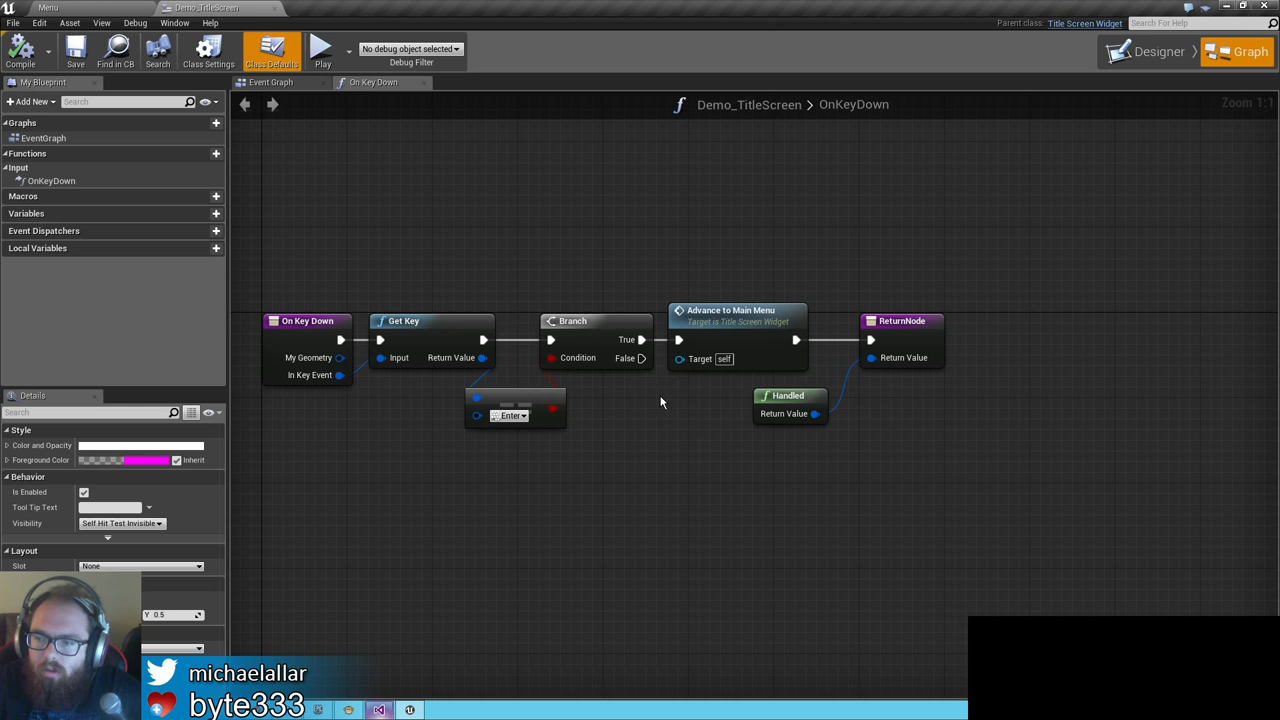 Menu
Demo_TitleScreen
File Edit Asset View Debug Window Help
Parent class: Title Screen Widget Search For Help
Compile Save Find in CB Search Class Settings Class Defaults Play
No debug object selected
Debug Filter
Designer Graph
My Blueprint
Event Graph On Key Down
Add New Search
Demo_TitleScreen > OnKeyDown
Zoom 1:1
Graphs
EventGraph
Functions
Input
OnKeyDown
Macros
Variables
Event Dispatchers
Local Variables
On Key Down
My Geometry
In Key Event
Get Key
Input Return Value
Enter
Branch
True
Condition False
Advance to Main Menu
Target is Title Screen Widget
Target self
Handled
Return Value
ReturnNode
Return Value
Details
Search
Style
Color and Opacity
Foreground Color Inherit
Behavior
Is Enabled
Tool Tip Text
Visibility Self Hit Test Invisible
Layout
Slot None
Y 0.5
michaelallar
byte333